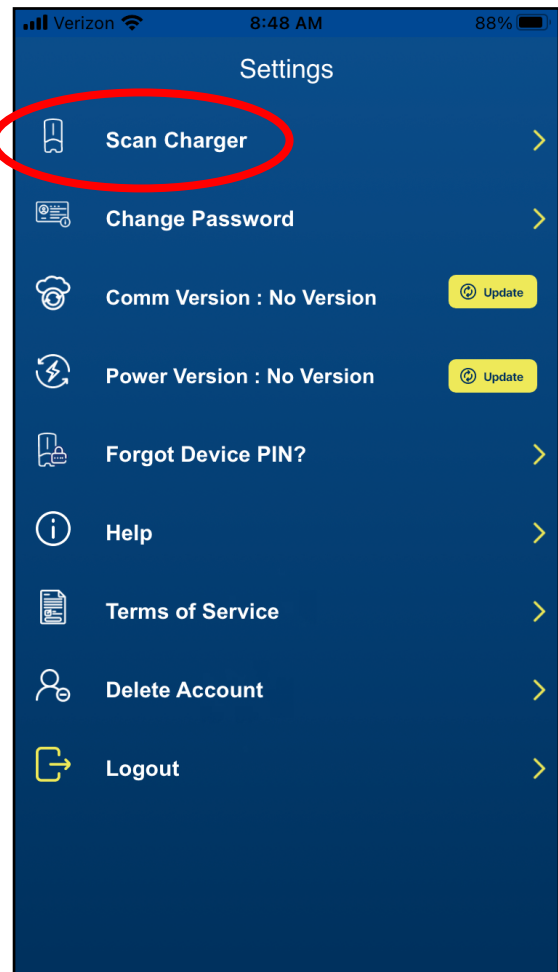 Verizon 8:48 AM 88%
Settings
Scan Charger
Change Password
Comm Version : No Version Update
Power Version : No Version Update
Forgot Device PIN?
Help
Terms of Service
Delete Account
Logout